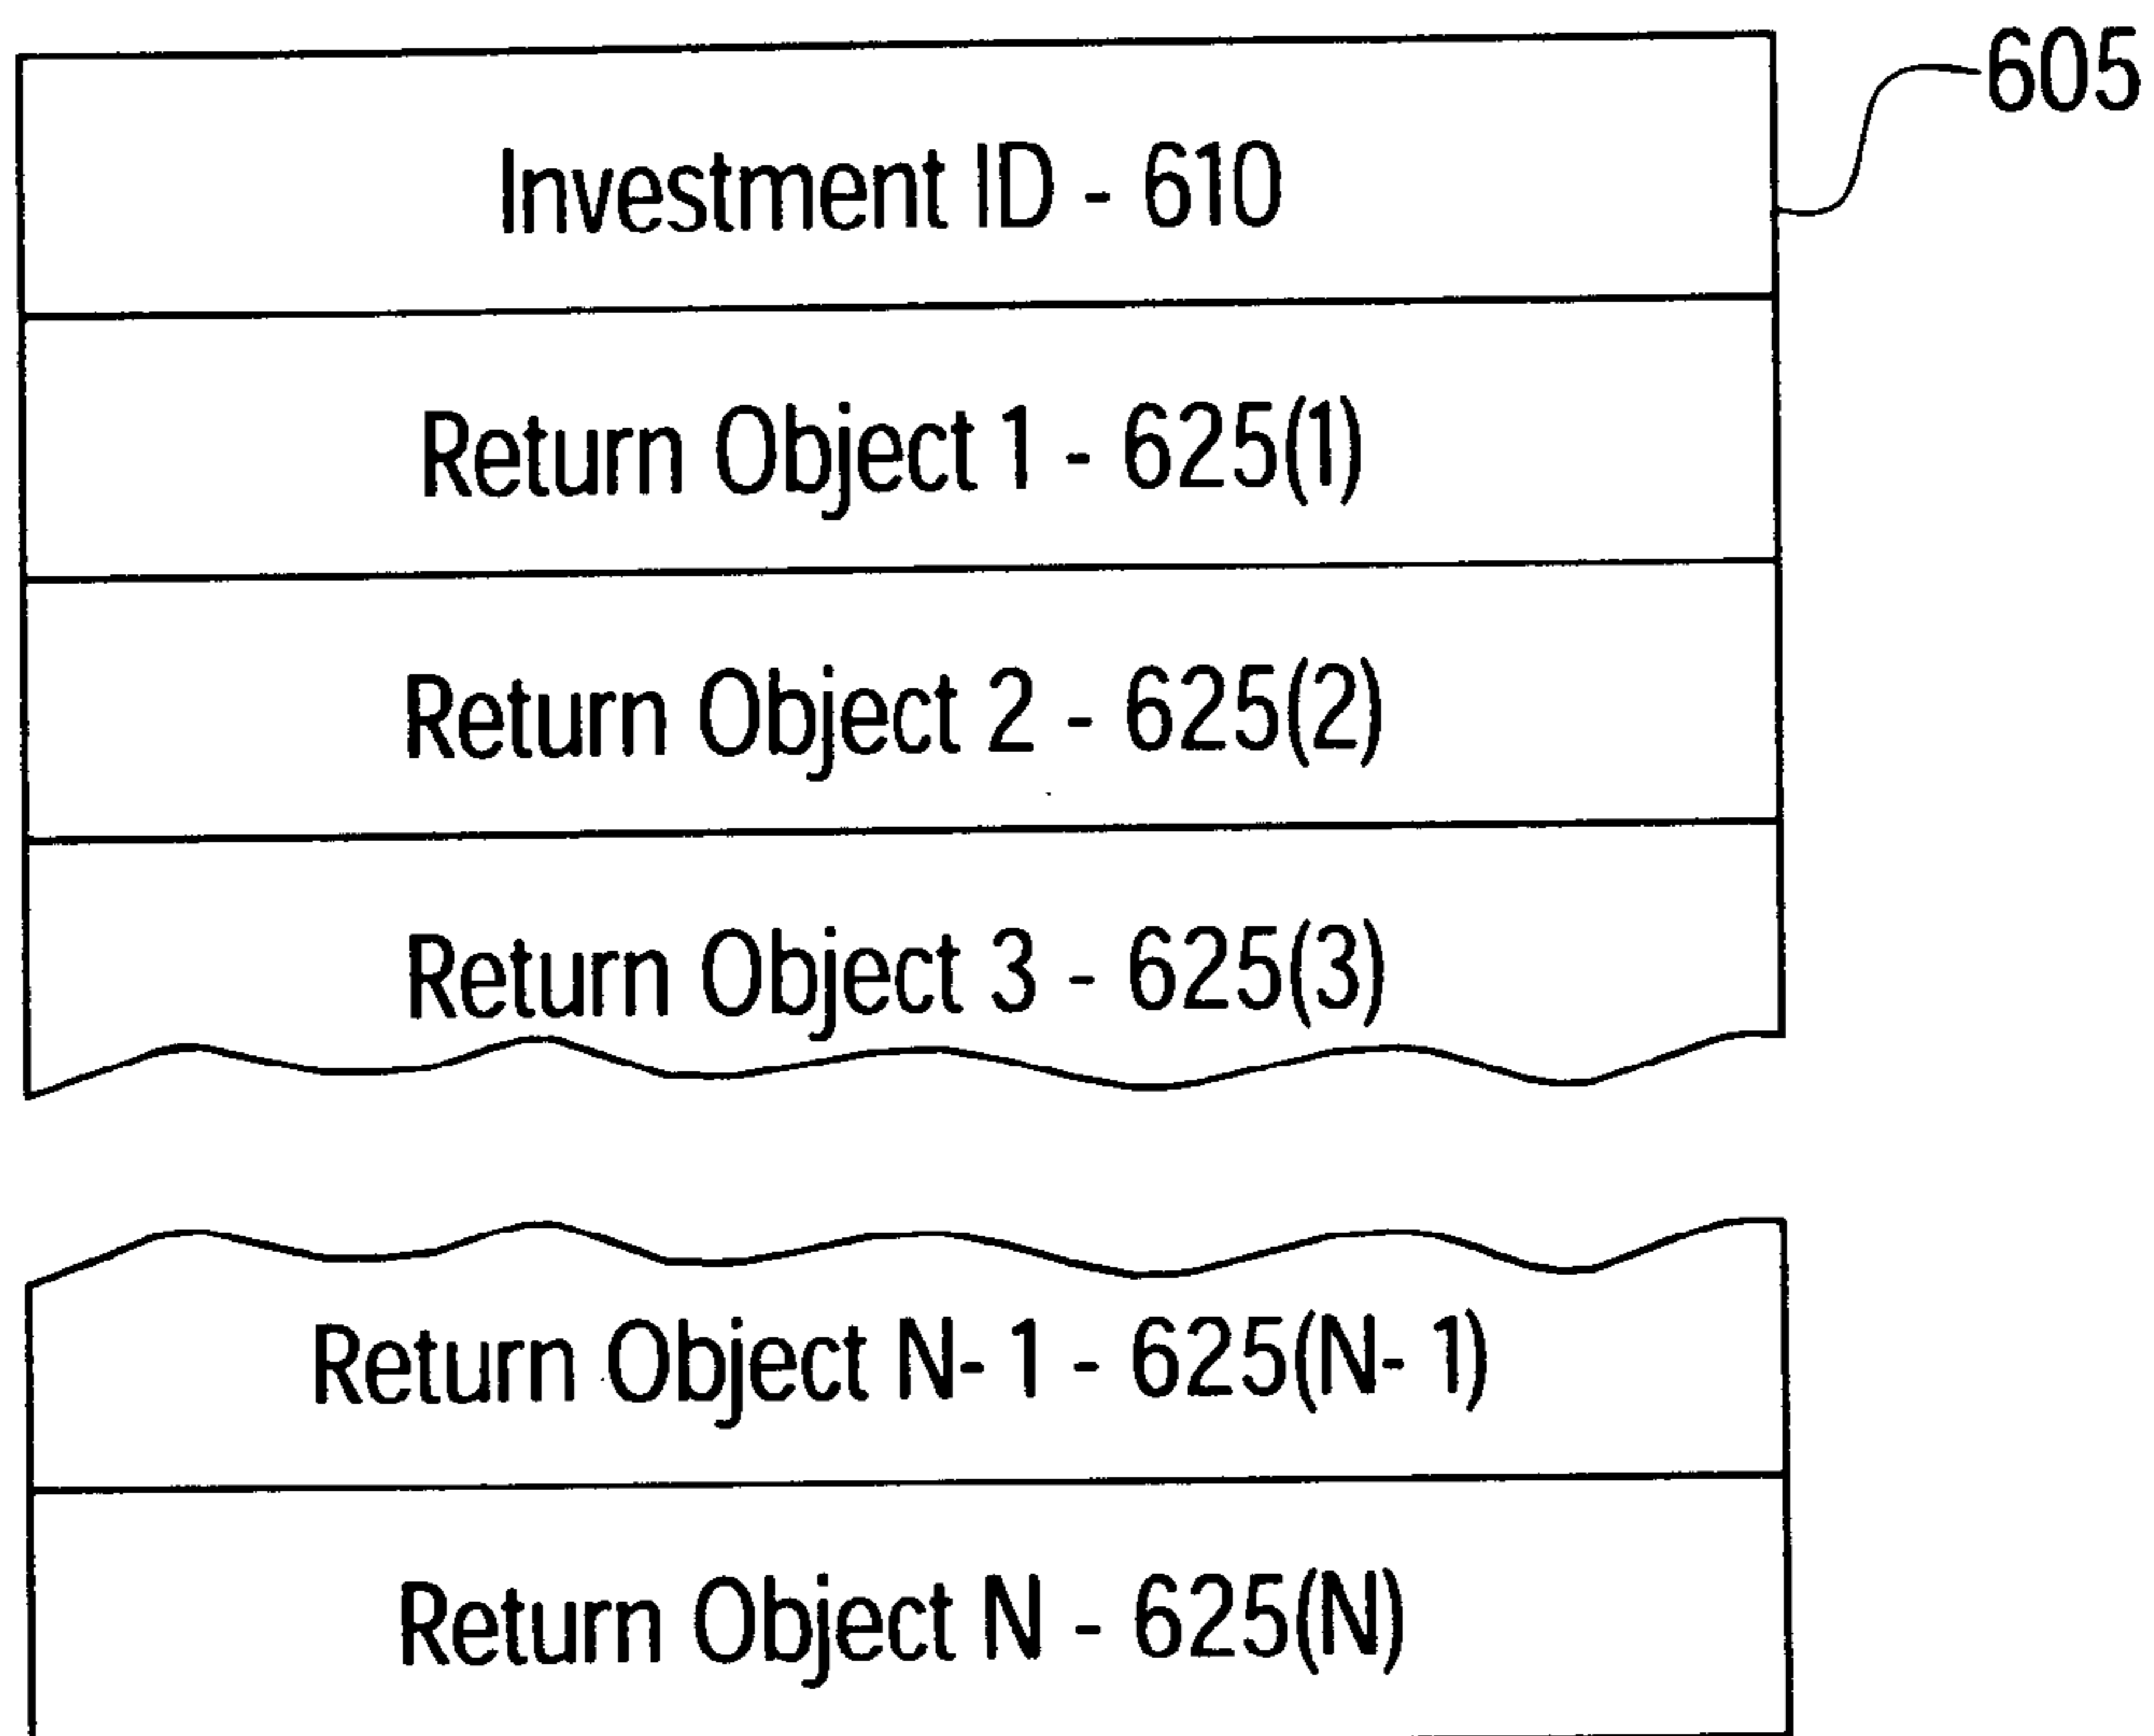 605
Investment ID - 610
Return Object 1 - 625(1)
Return Object 2 - 625(2)
Return Object 3 - 625(3)
Return Object N- 1 - 625(N- 1)
Return Object N - 625(N)